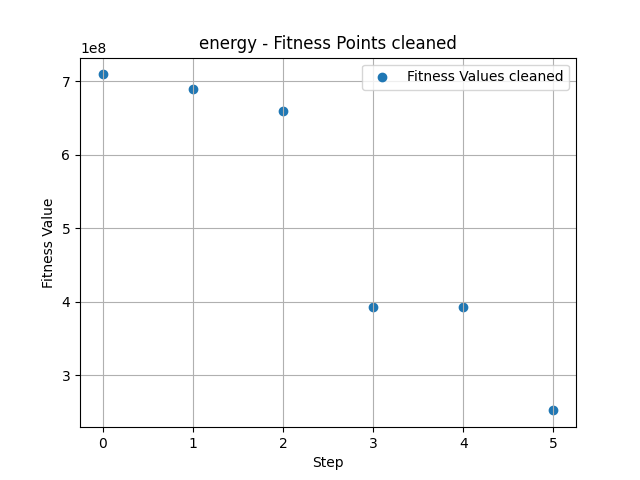 energy - Fitness Points cleaned
1e8
Fitness Values cleaned
7
6
5
4
3
Fitness Value
0 1 2 3 4 5
Step